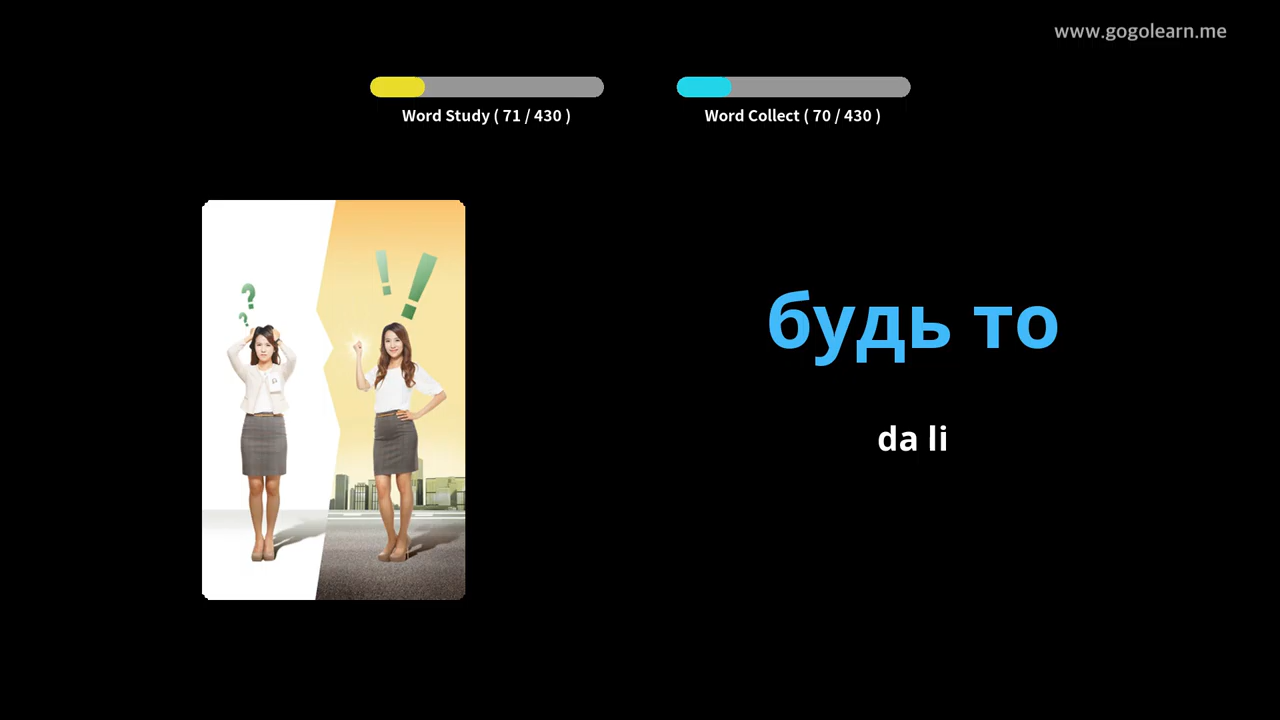 www.gogolearn.me
Word Study ( 71 / 430 )
Word Collect ( 70 / 430 )
? ?
! !
будь то
da li